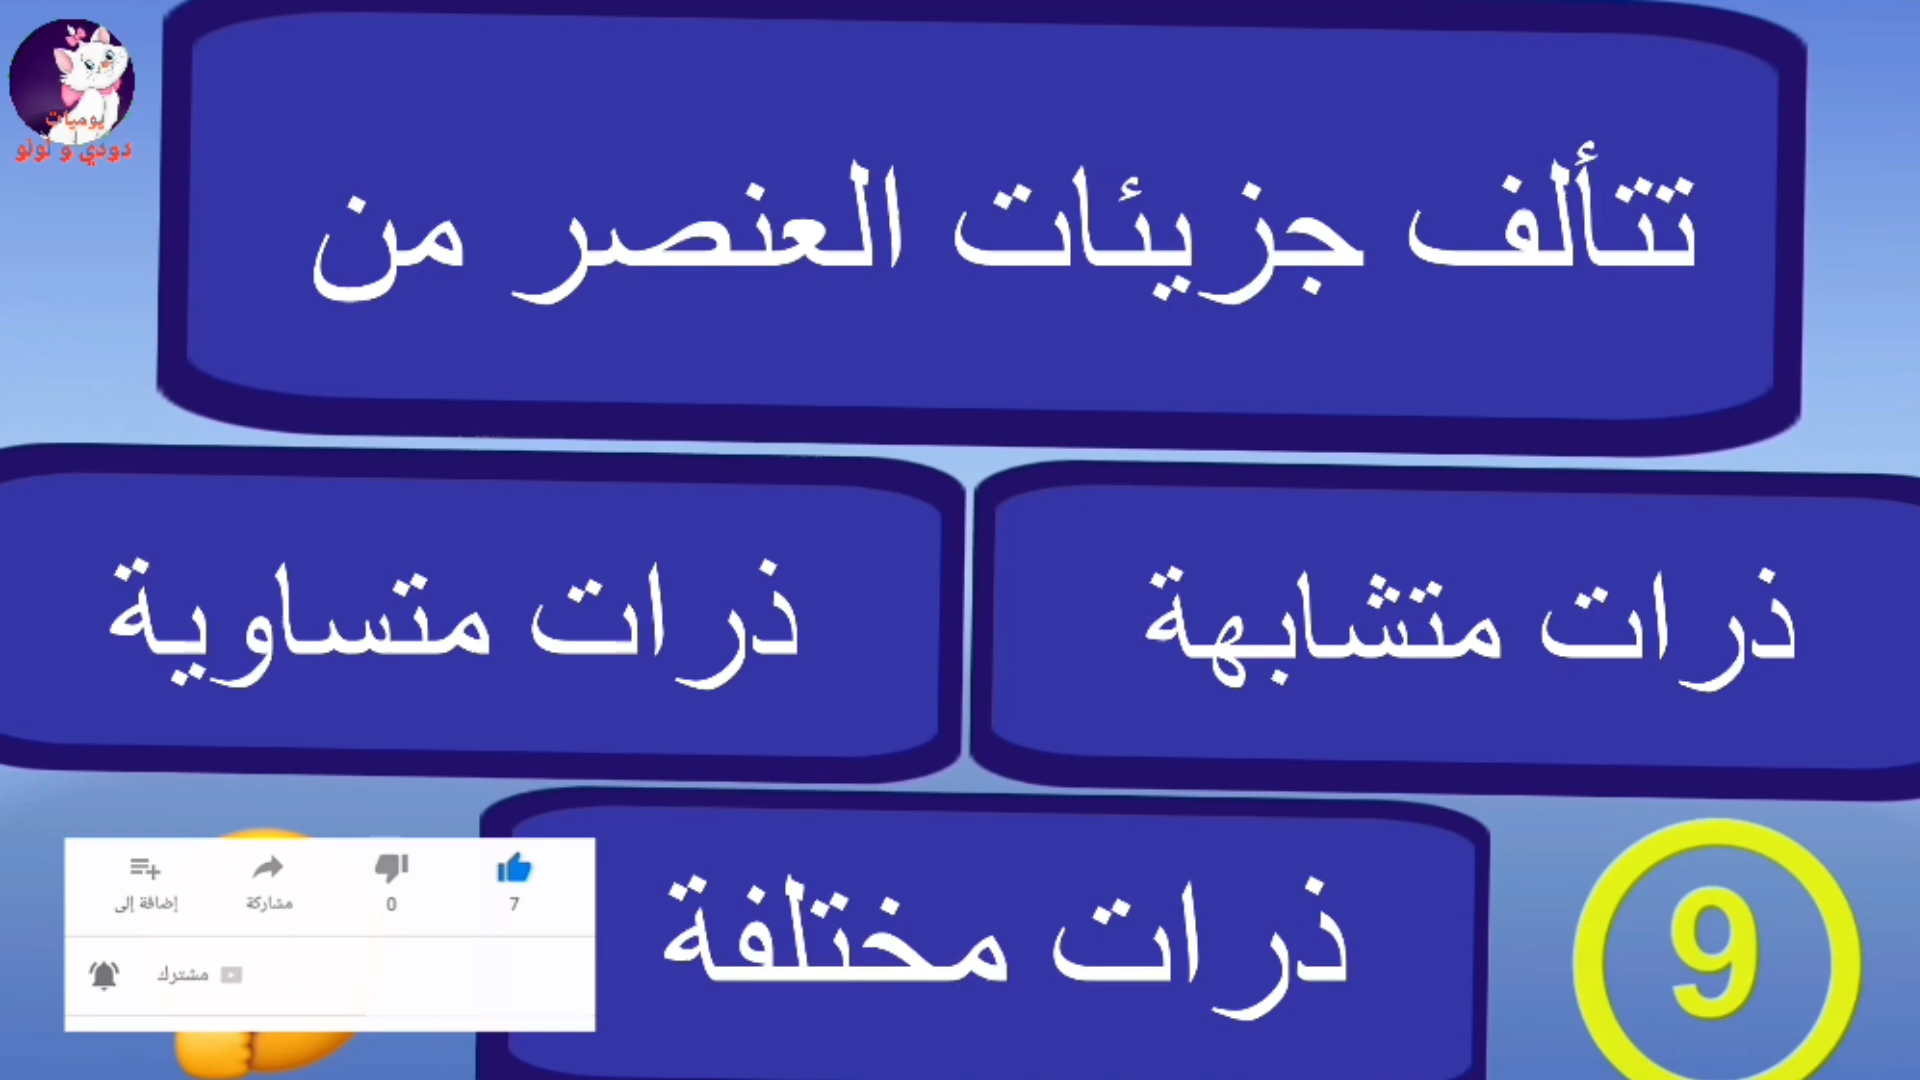 يوميات
دودي و لولو
تتألف جزيئات العنصر من
ذرات متشابهة
ذرات متساوية
ذرات مختلفة
9
7
0
مشاركة
إضافة إلى
مشترك